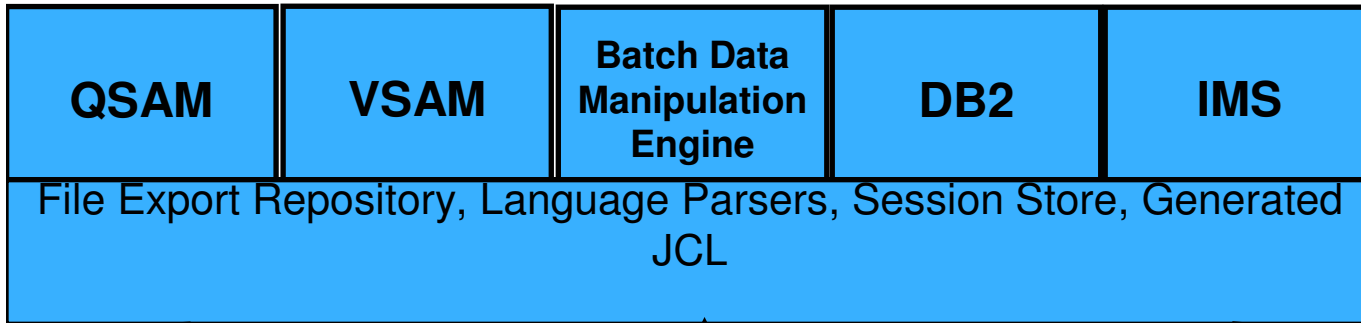 QSAM
VSAM
Batch Data
Manipulation
Engine
DB2
IMS
File Export Repository, Language Parsers, Session Store, Generated
JCL